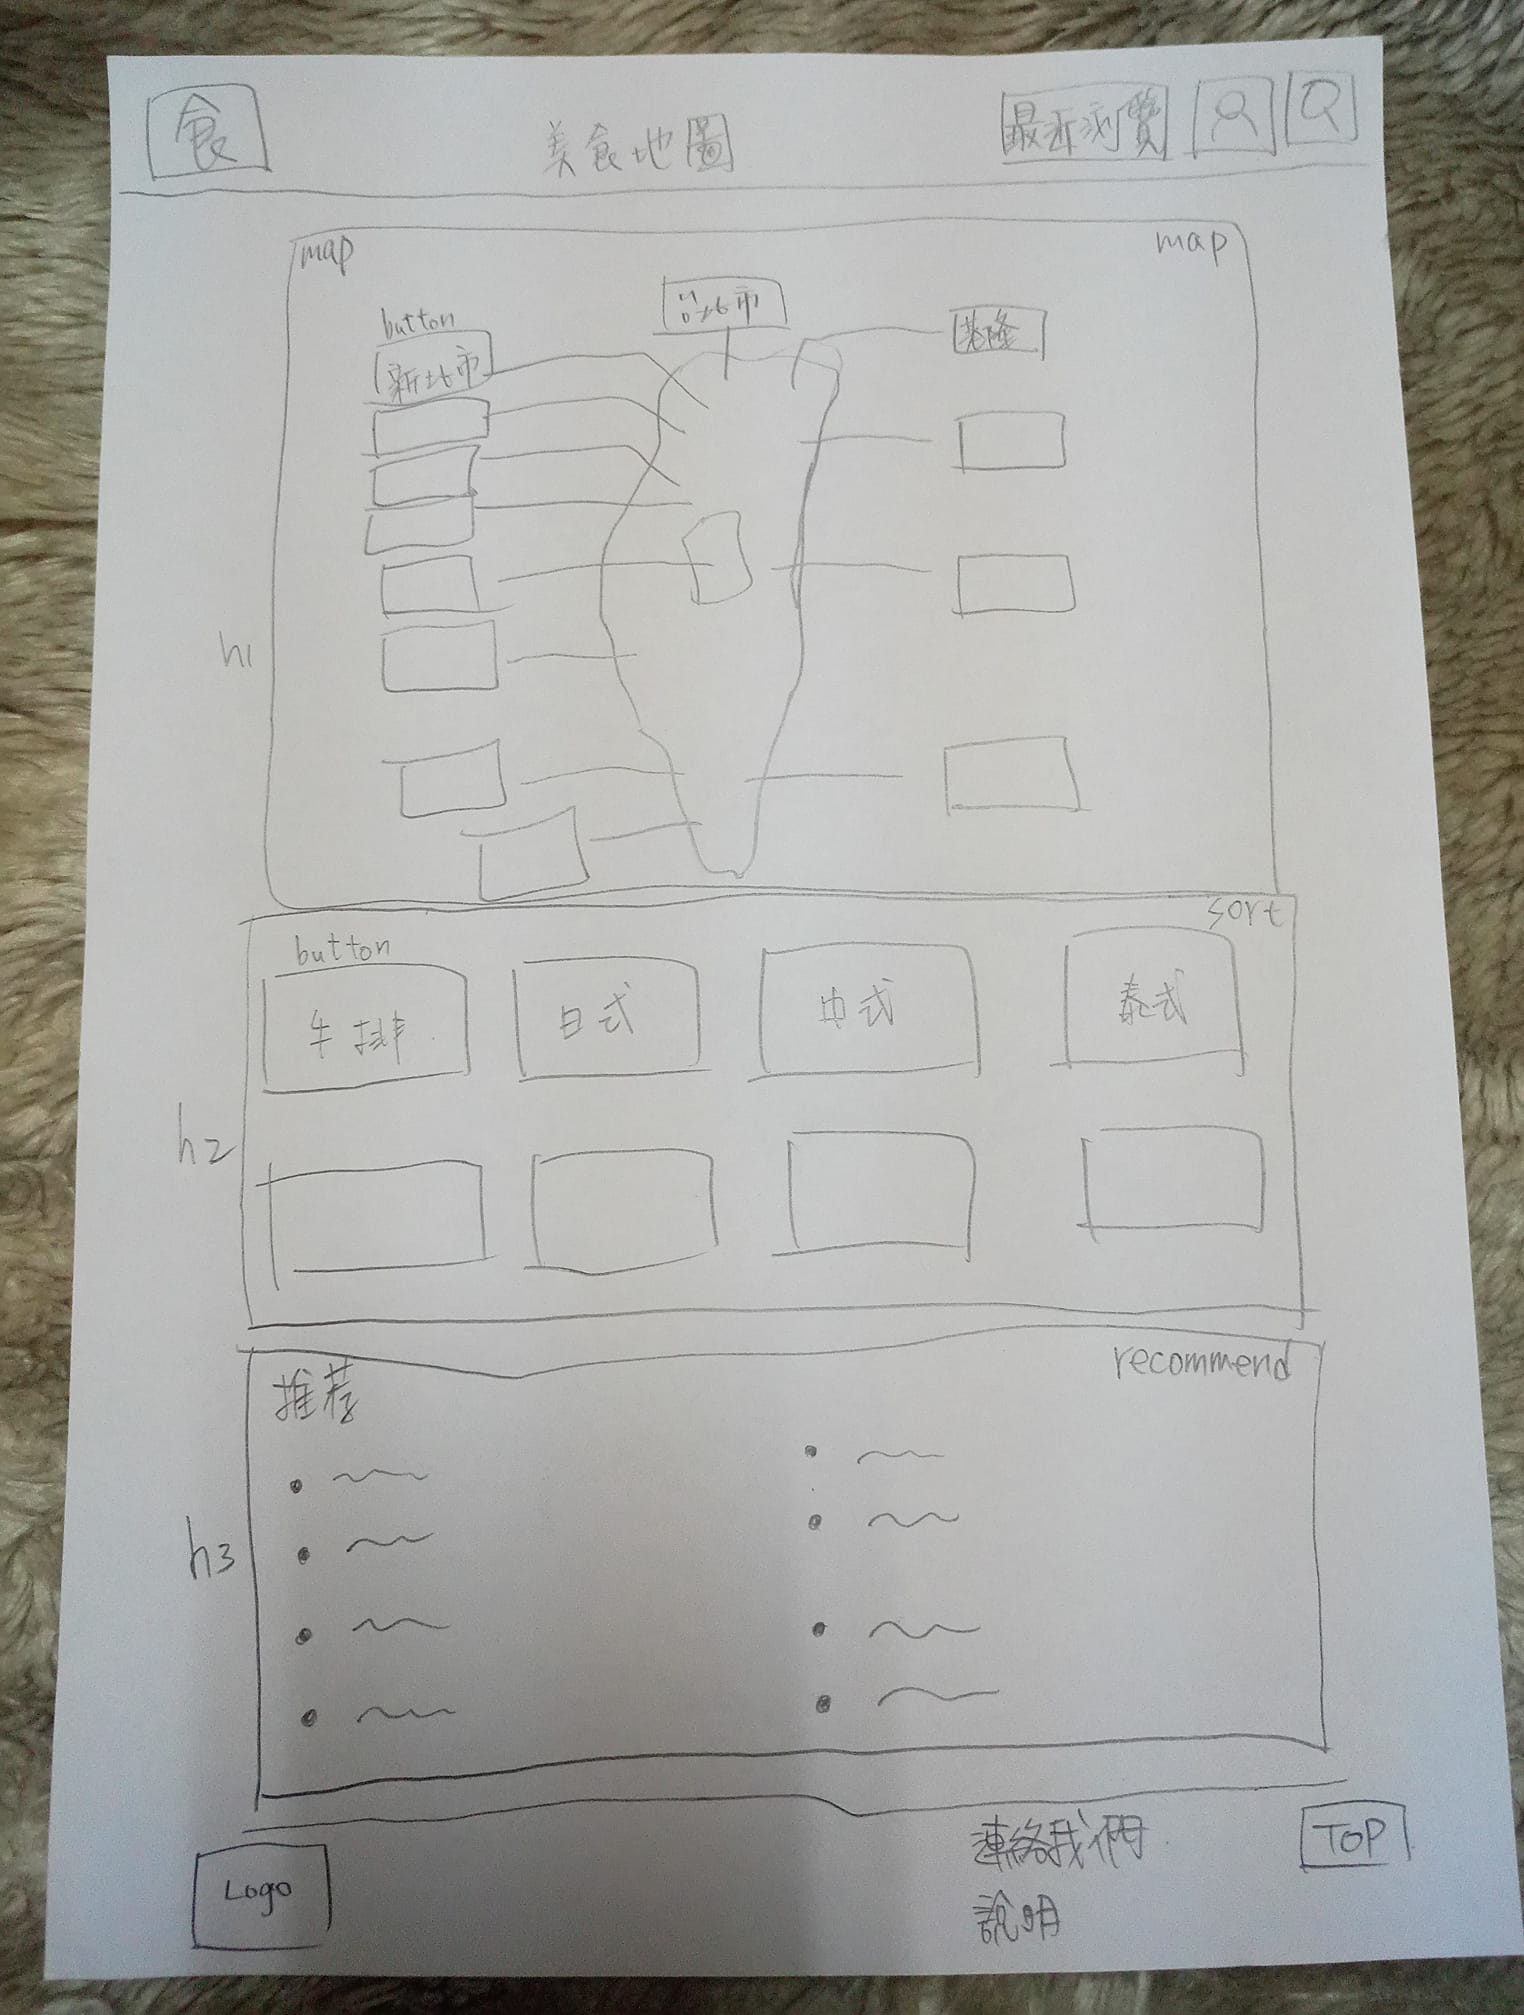 食
美食地圖
最近瀏覽
map
map
button
台北市
基隆
新北市
h1
sort
button
牛排
日式
中式
泰式
h2
推荐
recommend
h3
連絡我們
TOP
Logo
說明